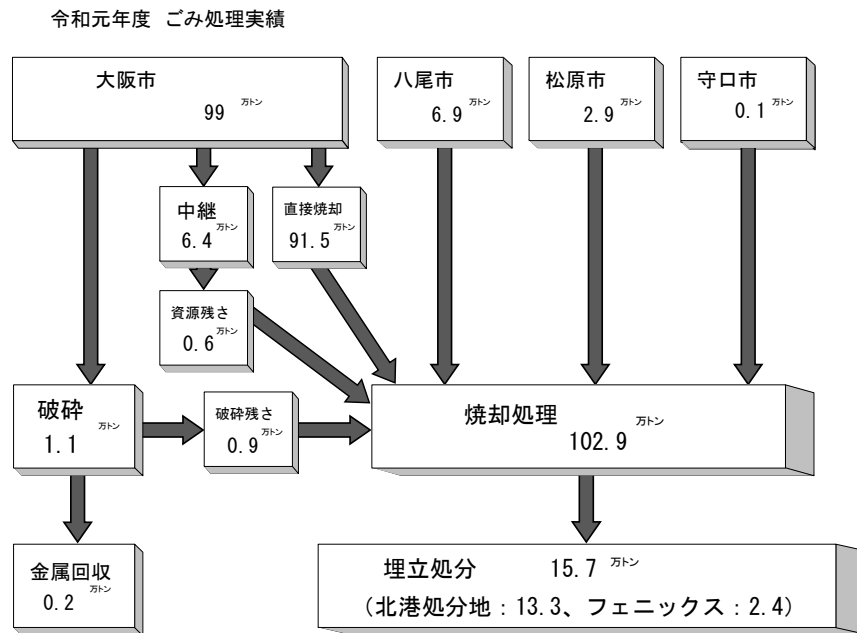 令和元年度 ごみ処理実績
大阪市
99 万トン
八尾市
6.9 万トン
松原市
2.9 万トン
守口市
0.1 万トン
中継
6.4 万トン
直接焼却
91.5 万トン
資源残さ
0.6 万トン
破砕
1.1 万トン
破砕残さ
0.9 万トン
焼却処理
102.9 万トン
金属回収
0.2 万トン
埋立処分 15.7 万トン
（北港処分地：13.3、フェニックス：2.4）